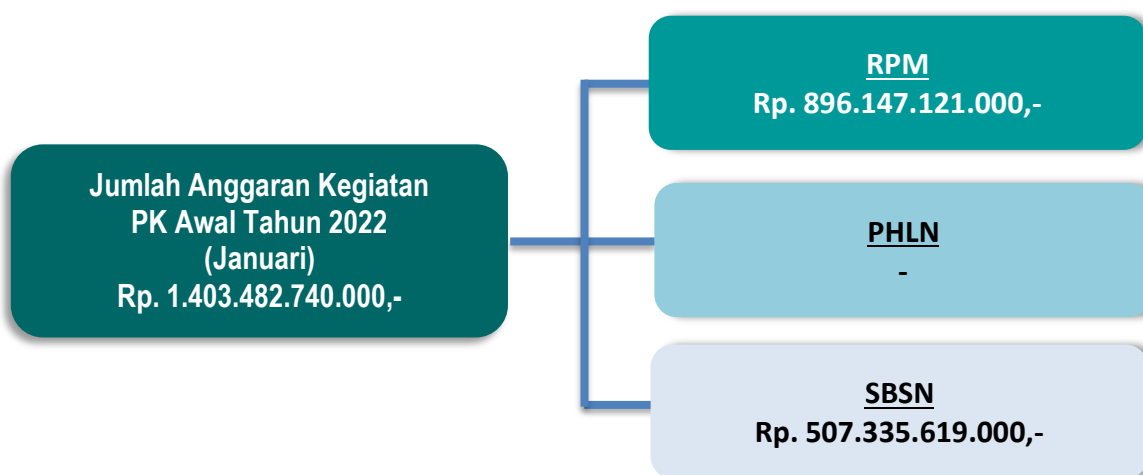 Jumlah Anggaran Kegiatan
PK Awal Tahun 2022
(Januari)
Rp. 1.403.482.740.000,-
RPM
Rp. 896.147.121.000,-
PHLN
-
SBSN
Rp. 507.335.619.000,-